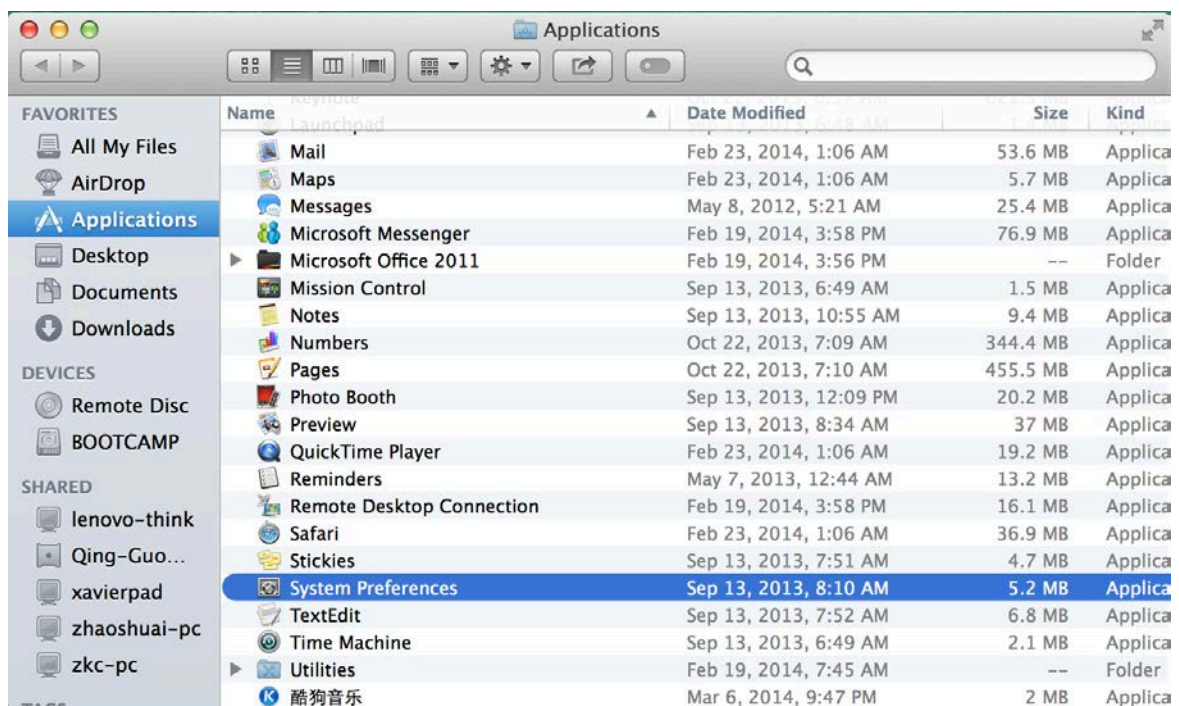 Applications
FAVORITES
All My Files
AirDrop
Applications
Desktop
Documents
Downloads
DEVICES
Remote Disc
BOOTCAMP
SHARED
lenovo-think
Qing-Guo...
xavierpad
zhaoshuai-pc
zkc-pc
TAGS
Name Date Modified Size Kind
Keynote
Launchpad Sep 13, 2013, 6:48 AM
Mail Feb 23, 2014, 1:06 AM 53.6 MB Applica
Maps Feb 23, 2014, 1:06 AM 5.7 MB Applica
Messages May 8, 2012, 5:21 AM 25.4 MB Applica
Microsoft Messenger Feb 19, 2014, 3:58 PM 76.9 MB Applica
Microsoft Office 2011 Feb 19, 2014, 3:56 PM -- Folder
Mission Control Sep 13, 2013, 6:49 AM 1.5 MB Applica
Notes Sep 13, 2013, 10:55 AM 9.4 MB Applica
Numbers Oct 22, 2013, 7:09 AM 344.4 MB Applica
Pages Oct 22, 2013, 7:10 AM 455.5 MB Applica
Photo Booth Sep 13, 2013, 12:09 PM 20.2 MB Applica
Preview Sep 13, 2013, 8:34 AM 37 MB Applica
QuickTime Player Feb 23, 2014, 1:06 AM 19.2 MB Applica
Reminders May 7, 2013, 12:44 AM 13.2 MB Applica
Remote Desktop Connection Feb 19, 2014, 3:58 PM 16.1 MB Applica
Safari Feb 23, 2014, 1:06 AM 36.9 MB Applica
Stickies Sep 13, 2013, 7:51 AM 4.7 MB Applica
System Preferences Sep 13, 2013, 8:10 AM 5.2 MB Applica
TextEdit Sep 13, 2013, 7:52 AM 6.8 MB Applica
Time Machine Sep 13, 2013, 6:49 AM 2.1 MB Applica
Utilities Feb 19, 2014, 7:45 AM -- Folder
酷狗音乐 Mar 6, 2014, 9:47 PM 2 MB Applica